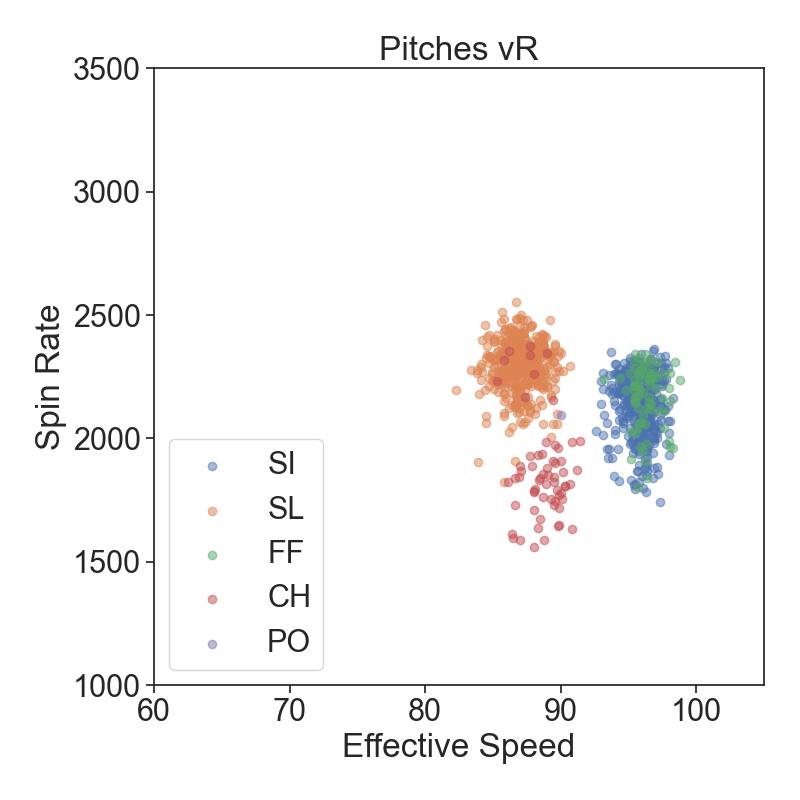 Pitches vR
3500
3000
2500
2000
1500
1000
Spin Rate
SI
SL
FF
CH
PO
60 70 80 90 100
Effective Speed